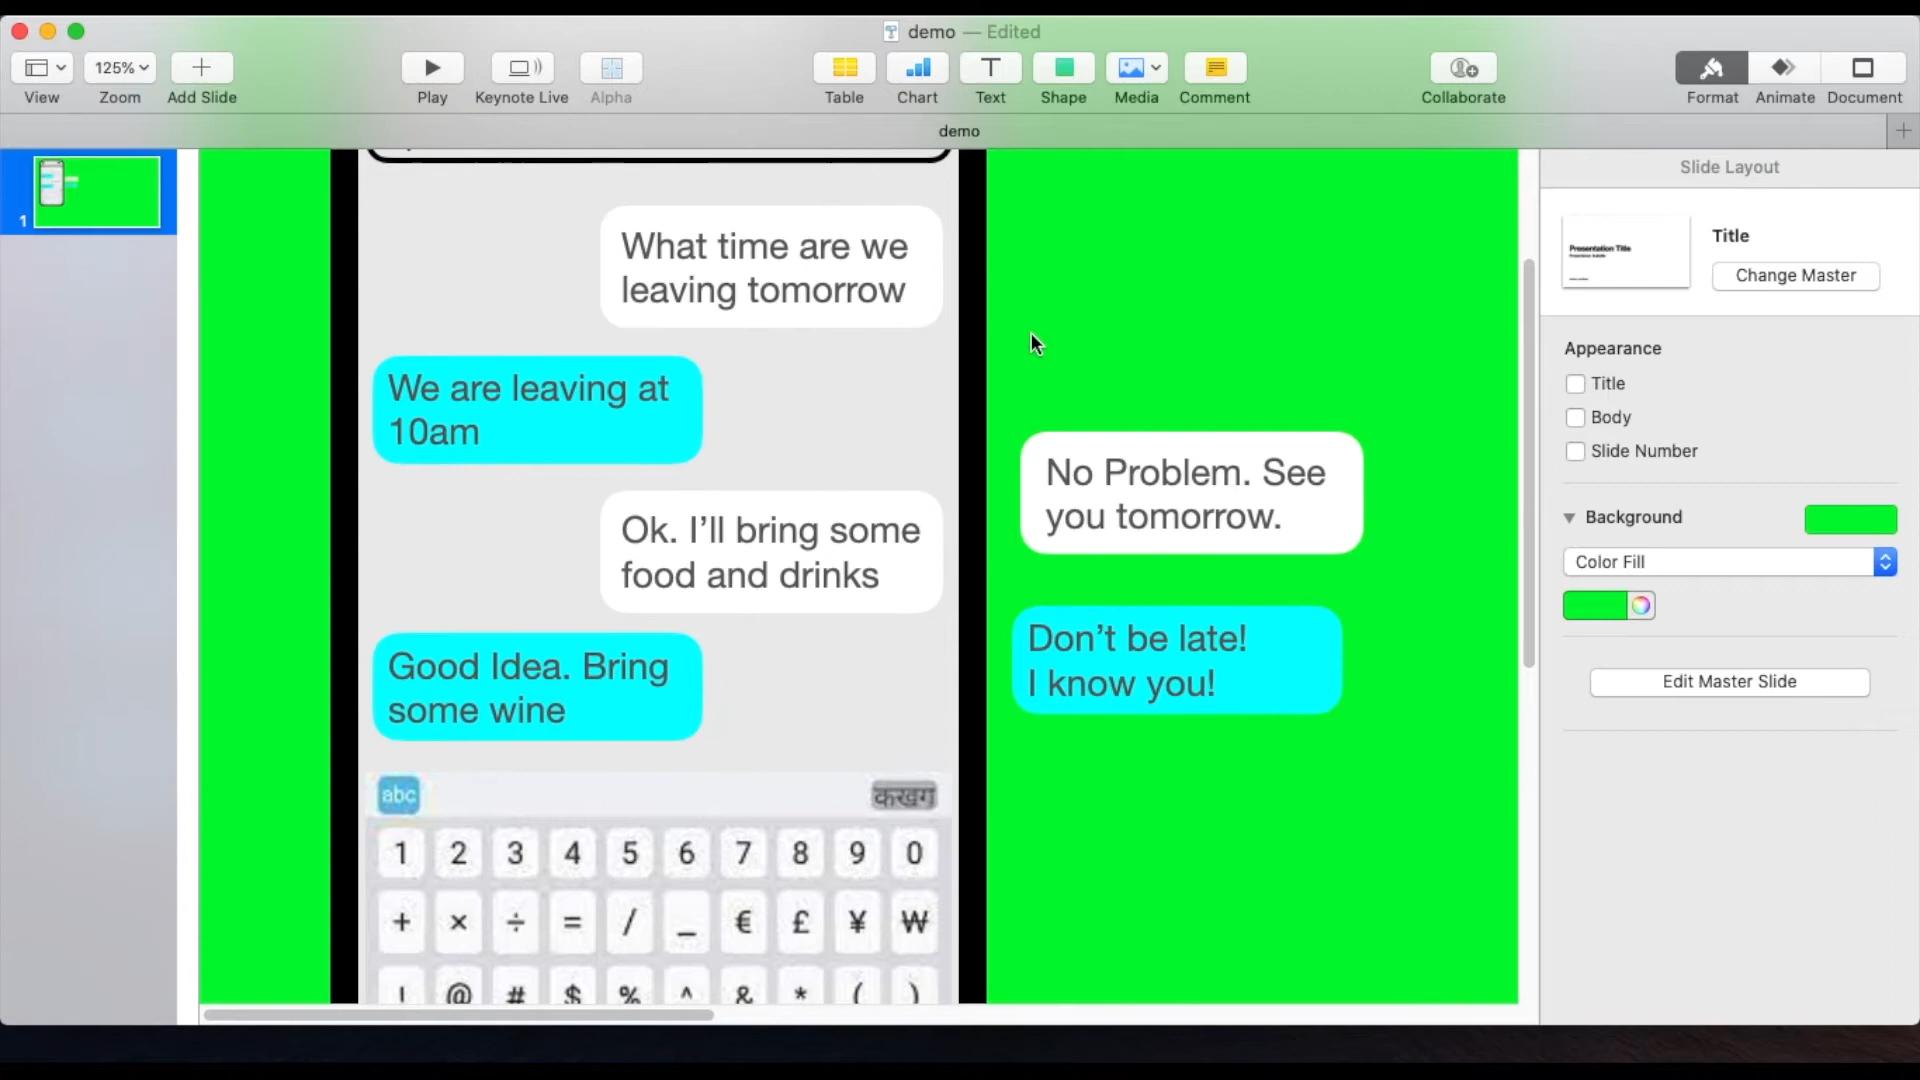 demo — Edited
125%
View
Zoom
Add Slide
Play
Keynote Live
Alpha
Table
Chart
Text
Shape
Media
Comment
Collaborate
Format
Animate
Document
demo
1
What time are we
leaving tomorrow
We are leaving at
10am
Ok. I’ll bring some
food and drinks
Good Idea. Bring
some wine
No Problem. See
you tomorrow.
Don’t be late!
I know you!
abc
कखग
1 2 3 4 5 6 7 8 9 0
+ × ÷ = / _ € £ ¥ ₩
! @ # $ % ^ & * ( )
Slide Layout
Presentation Title
Title
Change Master
Appearance
Title
Body
Slide Number
Background
Color Fill
Edit Master Slide